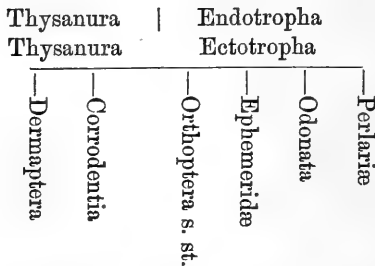 Thysanura | Endotropha
Thysanura Ectotropha
—Dermaptera
—Corrodentia
—Orthoptera s. st.
—Ephemeridæ
—Odonata
—Perlariæ